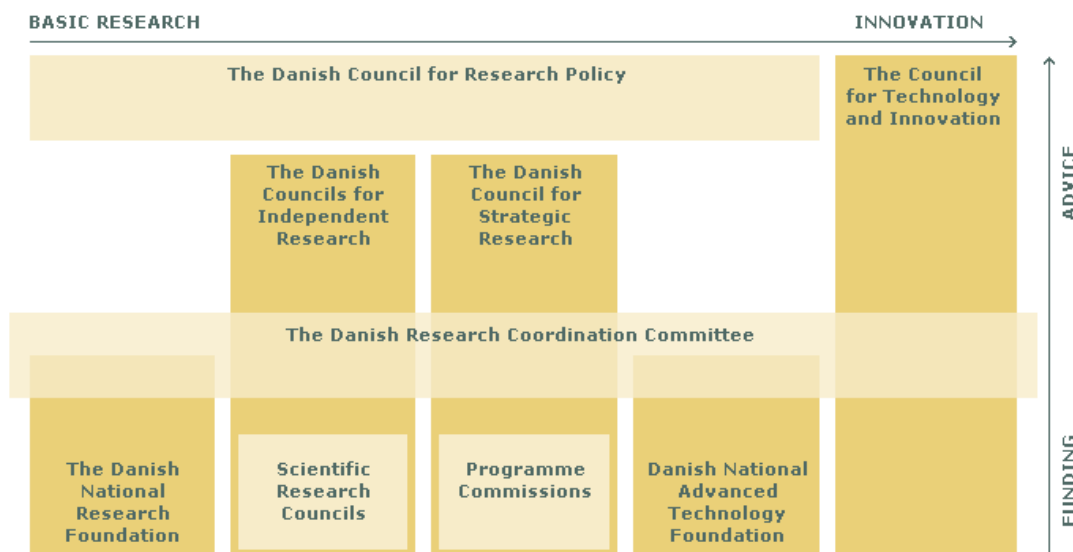 BASIC RESEARCH
INNOVATION
The Danish Council for Research Policy
The Council
for Technology
and Innovation
ADVICE
The Danish
Councils for
Independent
Research
The Danish
Council for
Strategic
Research
The Danish Research Coordination Committee
FUNDING
The Danish
National
Research
Foundation
Scientific
Research
Councils
Programme
Commissions
Danish National
Advanced
Technology
Foundation